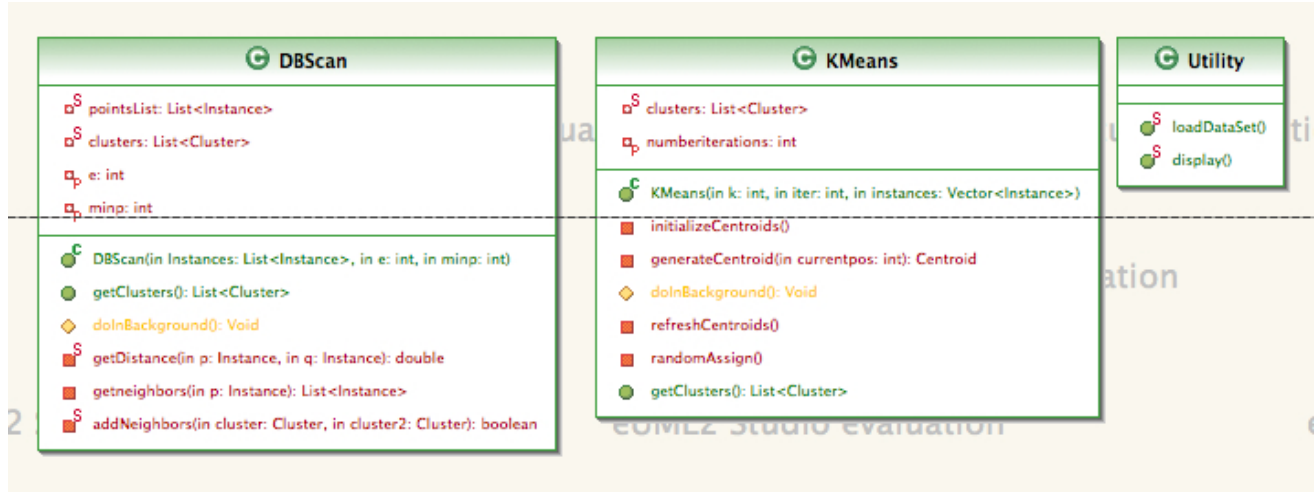 DBScan
pointsList: List<Instance>
clusters: List<Cluster>
e: int
minp: int
DBScan(in Instances: List<Instance>, in e: int, in minp: int)
getClusters(): List<Cluster>
doInBackground(): Void
getDistance(in p: Instance, in q: Instance): double
getneighbors(in p: Instance): List<Instance>
addNeighbors(in cluster: Cluster, in cluster2: Cluster): boolean
KMeans
clusters: List<Cluster>
numberiterations: int
KMeans(in k: int, in iter: int, in instances: Vector<Instance>)
initializeCentroids()
generateCentroid(in currentpos: int): Centroid
doInBackground(): Void
refreshCentroids()
randomAssign()
getClusters(): List<Cluster>
Utility
loadDataSet()
display()
eUML2 Studio evaluation